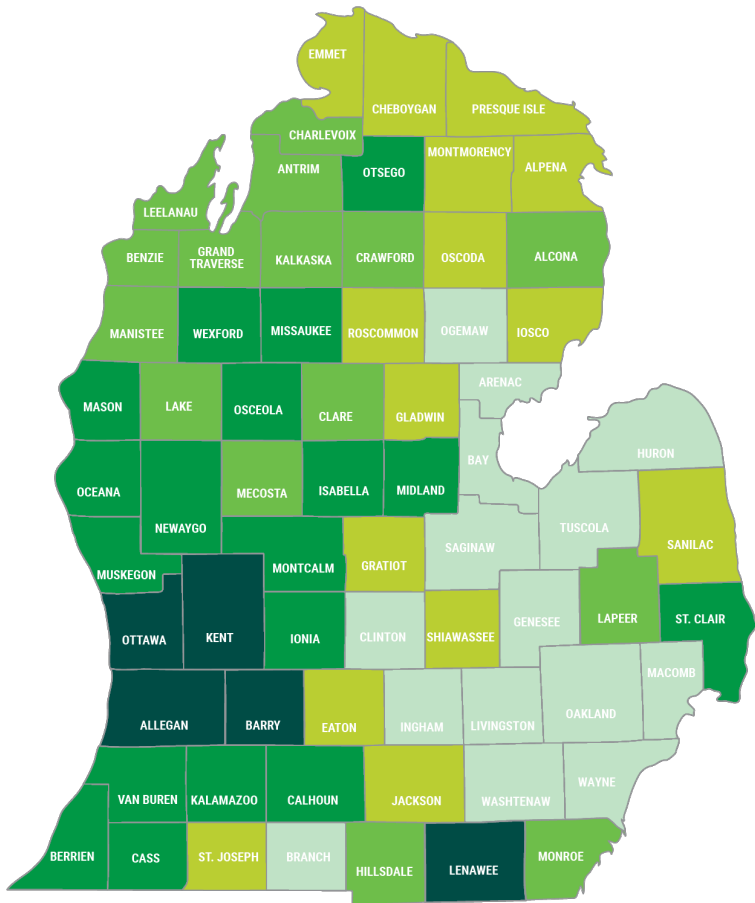 EMMET
CHEBOYGAN
PRESQUE ISLE
CHARLEVOIX
ANTRIM
OTSEGO
MONTMORENCY
ALPENA
LEELANAU
BENZIE
GRAND
TRAVERSE
KALKASKA
CRAWFORD
OSCODA
ALCONA
MANISTEE
WEXFORD
MISSAUKEE
ROSCOMMON
OGEMAW
IOSCO
MASON
LAKE
OSCEOLA
CLARE
GLADWIN
ARENAC
OCEANA
NEWAYGO
MECOSTA
ISABELLA
MIDLAND
BAY
HURON
MUSKEGON
MONTCALM
GRATIOT
SAGINAW
TUSCOLA
SANILAC
OTTAWA
KENT
IONIA
CLINTON
SHIAWASSEE
GENESEE
LAPEER
ST. CLAIR
ALLEGAN
BARRY
EATON
INGHAM
LIVINGSTON
OAKLAND
MACOMB
VAN BUREN
KALAMAZOO
CALHOUN
JACKSON
WASHTENAW
WAYNE
BERRIEN
CASS
ST. JOSEPH
BRANCH
HILLSDALE
LENAWEE
MONROE